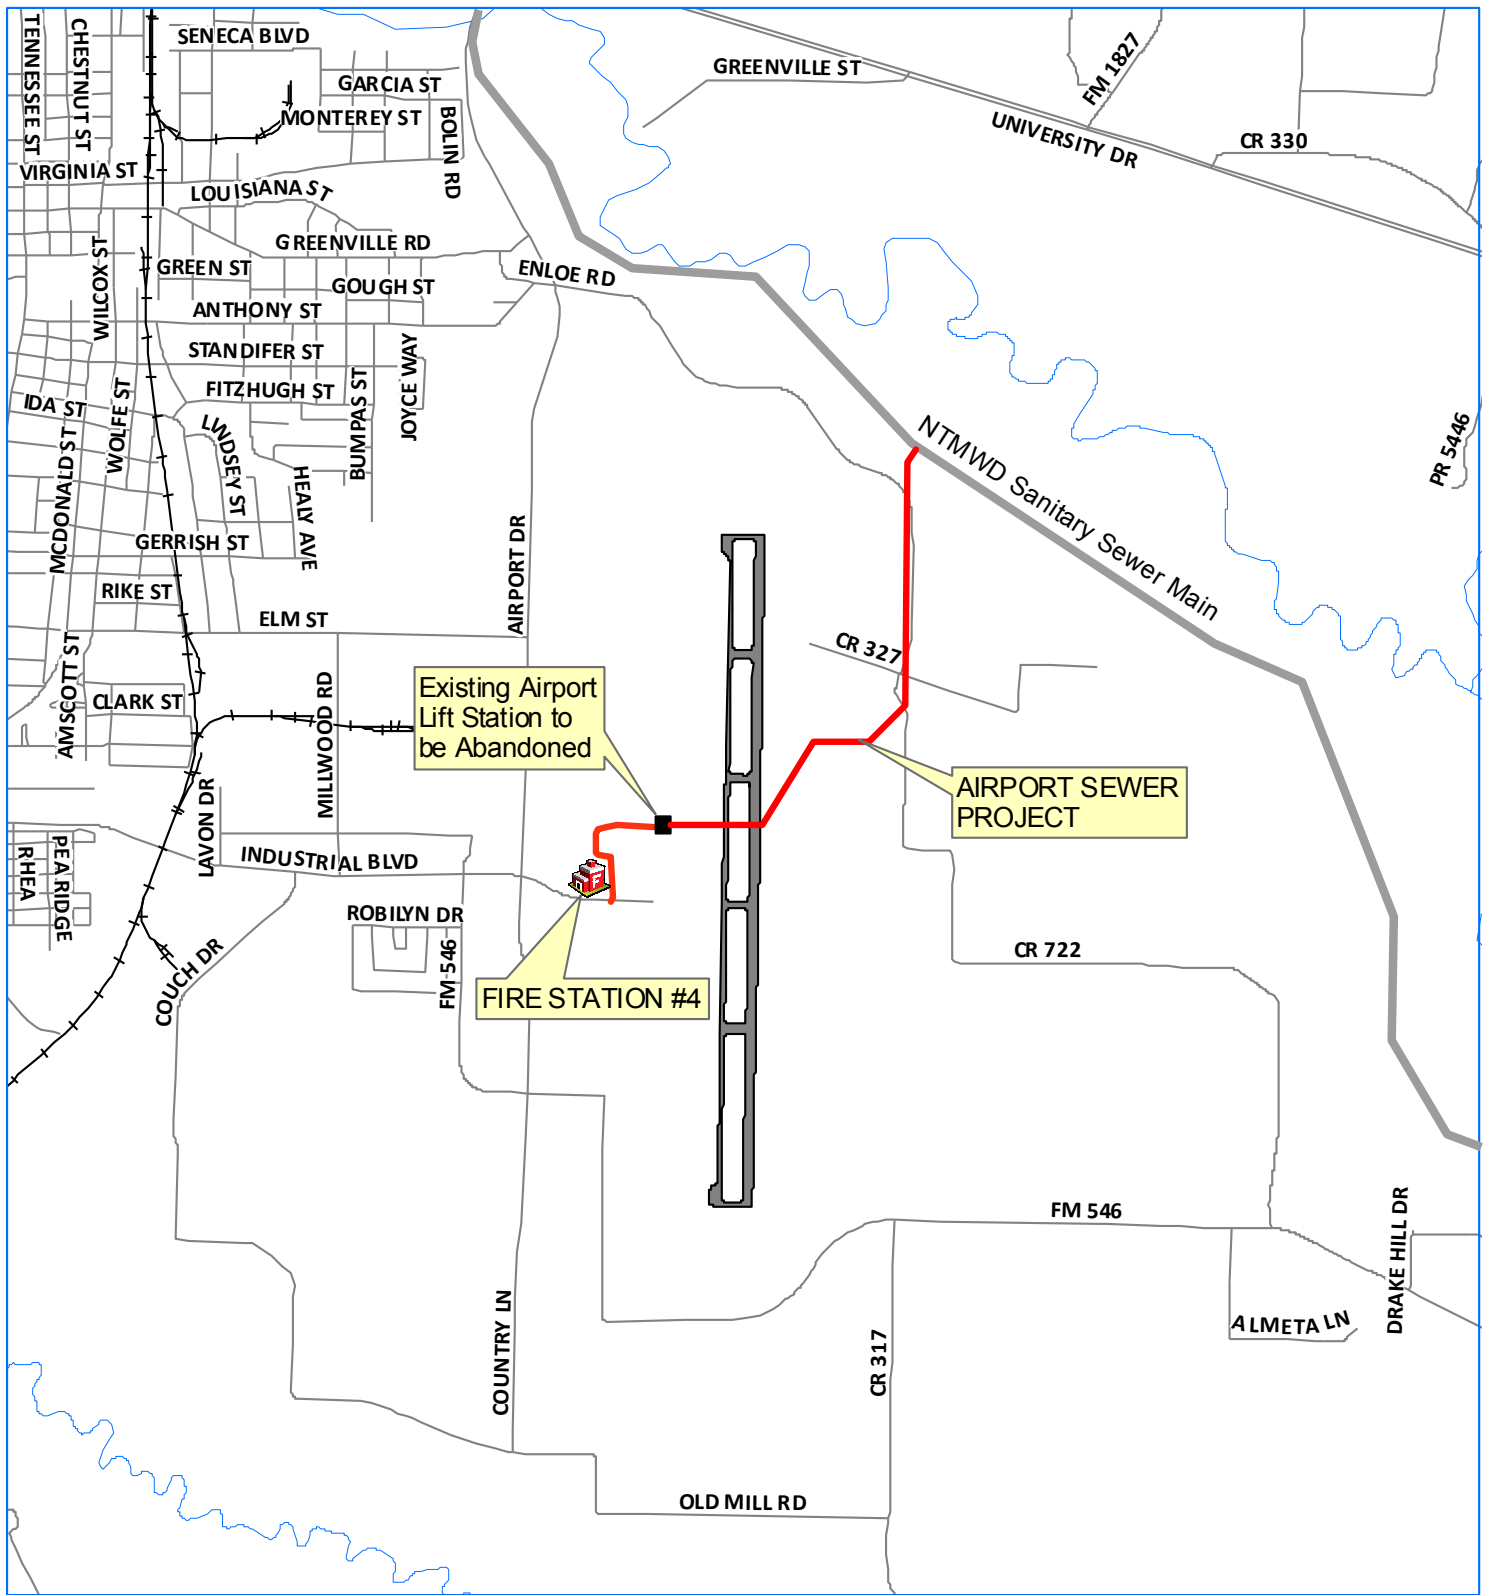 TENNESSEE ST
CHESTNUT ST
SENECA BLVD
GARCIA ST
MONTEREY ST
BOLIN RD
GREENVILLE ST
FM 1827
UNIVERSITY DR
CR 330
VIRGINIA ST
LOUISIANA ST
GREENVILLE RD
ENLOE RD
WILCOX ST
GREEN ST
GOUGH ST
ANTHONY ST
STANDIFER ST
JOYCE WAY
FITZHUGH ST
BUMPAS ST
IDA ST
WOLFE ST
LINDSEY ST
HEALY AVE
MCDONALD ST
GERRISH ST
RIKE ST
ELM ST
AIRPORT DR
NTMWD Sanitary Sewer Main
PR 5446
CR 327
AMSCOTT ST
CLARK ST
MILLWOOD RD
Existing Airport
Lift Station to
be Abandoned
AIRPORT SEWER
PROJECT
LAVON DR
INDUSTRIAL BLVD
RHEA
PEARIDGE
ROBILYN DR
FM 546
COUCH DR
F
FIRE STATION #4
CR 722
FM 546
DRAKE HILL DR
ALMETA LN
COUNTRY LN
CR 317
OLD MILL RD